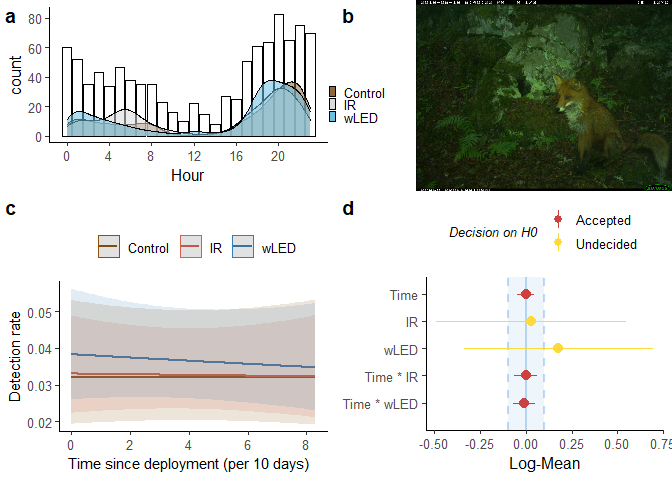 a
80
60
40
20
0
count
0
4
8
12
16
20
Hour
Control
IR
wLED
b
c
Control
IR
wLED
0.05
0.04
0.03
0.02
Detection rate
0
2
4
6
8
Time since deployment (per 10 days)
d
Decision on H0
Accepted
Undecided
Time
IR
wLED
Time * IR
Time * wLED
-0.50
-0.25
0.00
0.25
0.50
0.75
Log-Mean